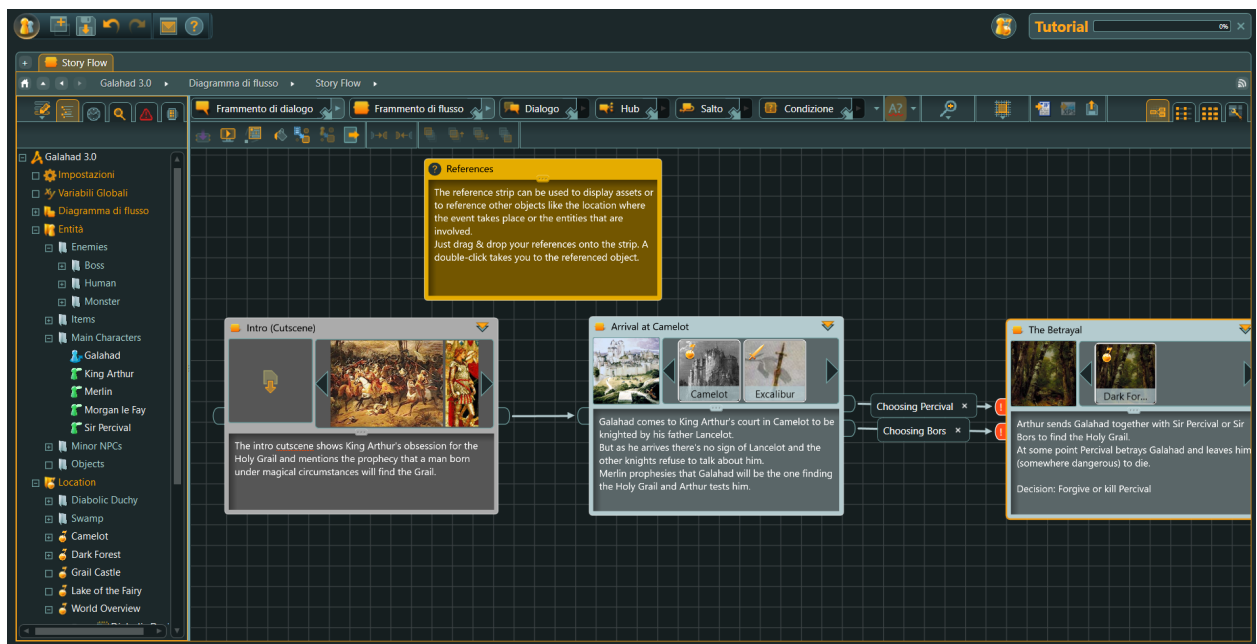 Tutorial
0%
Story Flow
Galahad 3.0
Diagramma di flusso
Story Flow
Frammento di dialogo
Frammento di flusso
Dialogo
Hub
Salto
Condizione
A?
Galahad 3.0
Impostazioni
Variabili Globali
Diagramma di flusso
Entità
Enemies
Boss
Human
Monster
Items
Main Characters
Galahad
King Arthur
Merlin
Morgan le Fay
Sir Percival
Minor NPCs
Objects
Location
Diabolic Duchy
Swamp
Camelot
Dark Forest
Grail Castle
Lake of the Fairy
World Overview
References
The reference strip can be used to display assets or
to reference other objects like the location where
the event takes place or the entities that are
involved.
Just drag & drop your references onto the strip. A
double-click takes you to the referenced object.
Intro (Cutscene)
The intro cutscene shows King Arthur's obsession for the
Holy Grail and mentions the prophecy that a man born
under magical circumstances will find the Grail.
Arrival at Camelot
Camelot
Excalibur
Galahad comes to King Arthur's court in Camelot to be
knighted by his father Lancelot.
But as he arrives there's no sign of Lancelot and the
other knights refuse to talk about him.
Merlin prophesies that Galahad will be the one finding
the Holy Grail and Arthur tests him.
Choosing Percival
Choosing Bors
The Betrayal
Dark For...
Arthur sends Galahad together with Sir Percival or Sir
Bors to find the Holy Grail.
At some point Percival betrays Galahad and leaves him
(somewhere dangerous) to die.
Decision: Forgive or kill Percival